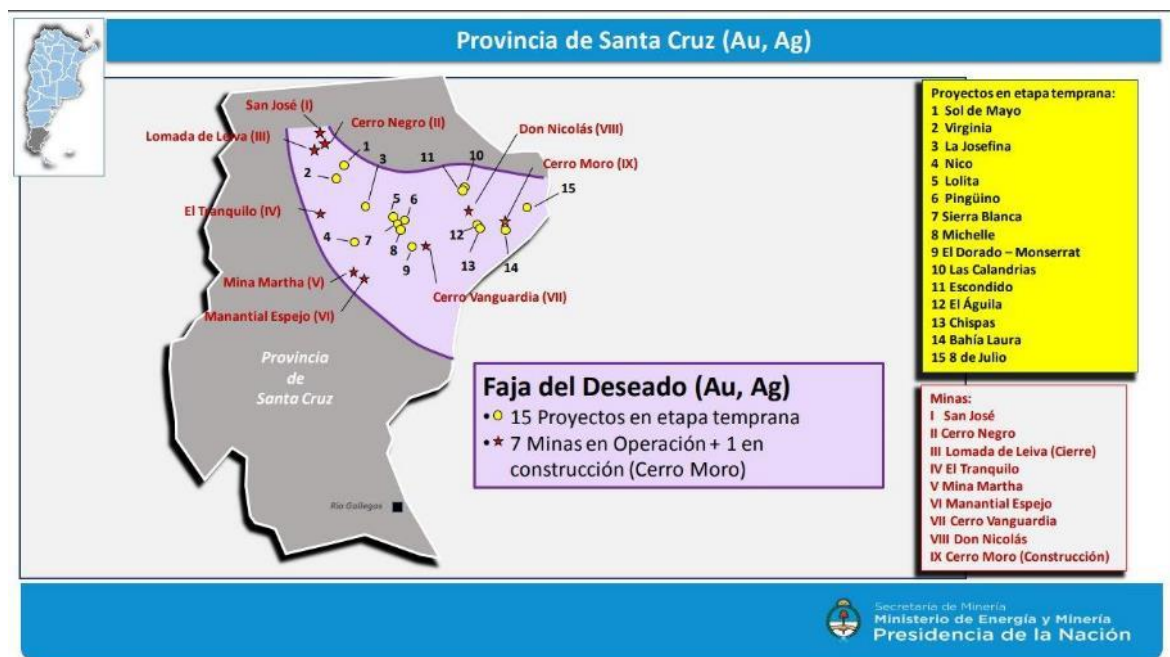 Provincia de Santa Cruz (Au, Ag)
San José (I)
Cerro Negro (II)
Lomada de Leiva (III)
Don Nicolás (VIII)
Cerro Moro (IX)
1
2
3
11
10
15
El Tranquilo (IV)
5
6
4
7
8
9
12
13
14
Mina Martha (V)
Cerro Vanguardia (VII)
Manantial Espejo (VI)
Provincia
de
Santa Cruz
Río Gallegos
Faja del Deseado (Au, Ag)
• 15 Proyectos en etapa temprana
• 7 Minas en Operación + 1 en
construcción (Cerro Moro)
Proyectos en etapa temprana:
1 Sol de Mayo
2 Virginia
3 La Josefina
4 Nico
5 Lolita
6 Pingüino
7 Sierra Blanca
8 Michelle
9 El Dorado – Monserrat
10 Las Calandrias
11 Escondido
12 El Águila
13 Chispas
14 Bahía Laura
15 8 de Julio
Minas:
I San José
II Cerro Negro
III Lomada de Leiva (Cierre)
IV El Tranquilo
V Mina Martha
VI Manantial Espejo
VII Cerro Vanguardia
VIII Don Nicolás
IX Cerro Moro (Construcción)
Secretaría de Minería
Ministerio de Energía y Minería
Presidencia de la Nación